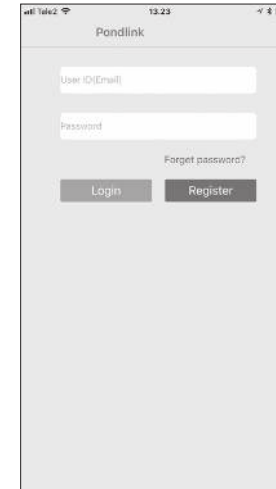 Tele2 13.23
Pondlink
User ID(Email)
Password
Forget password?
Login Register